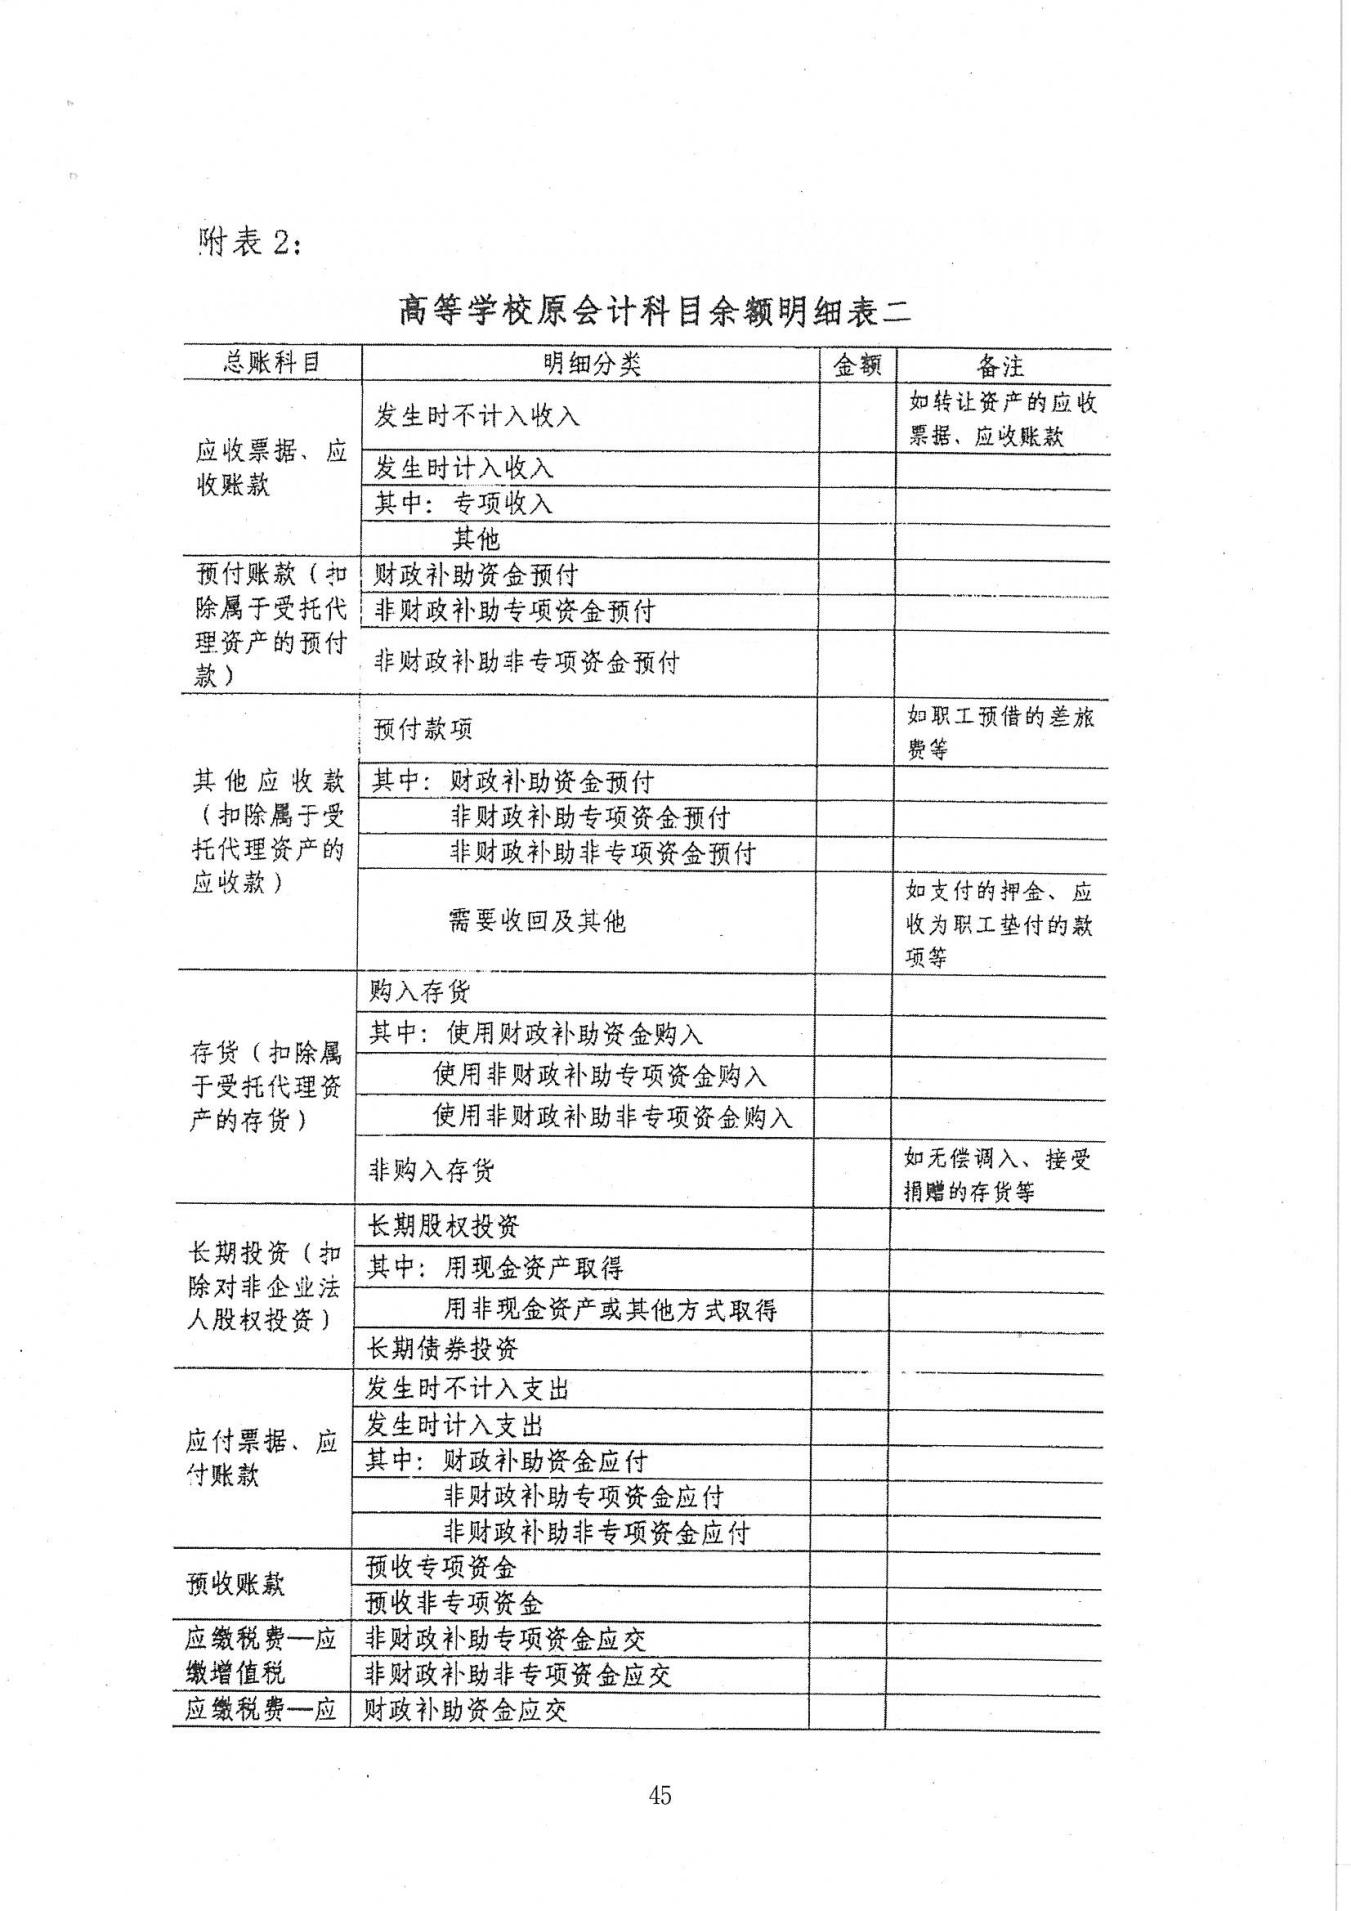 附表2:
高等学校原会计科目余额明细表二
总账科目 明细分类 金额 备注
应收票据、应
收账款
发生时不计入收入
如转让资产的应收
票据、应收账款
发生时计入收入
其中: 专项收入
其他
预付账款(扣
除属于受托代
理资产的预付
款)
财政补助资金预付
非财政补助专项资金预付
非财政补助非专项资金预付
其他应收款
(扣除属于受
托代理资产的
应收款)
预付款项
如职工预借的差旅
费等
其中: 财政补助资金预付
非财政补助专项资金预付
非财政补助非专项资金预付
需要收回及其他
如支付的押金、应
收为职工垫付的款
项等
存货(扣除属
于受托代理资
产的存货)
购入存货
其中: 使用财政补助资金购入
使用非财政补助专项资金购入
使用非财政补助非专项资金购入
非购入存货
如无偿调入、接受
捐赠的存货等
长期投资(扣
除对非企业法
人股权投资)
长期股权投资
其中: 用现金资产取得
用非现金资产或其他方式取得
长期债券投资
应付票据、应
付账款
发生时不计入支出
发生时计入支出
其中: 财政补助资金应付
非财政补助专项资金应付
非财政补助非专项资金应付
预收账款
预收专项资金
预收非专项资金
应缴税费—应
缴增值税
非财政补助专项资金应交
非财政补助非专项资金应交
应缴税费—应 财政补助资金应交
45